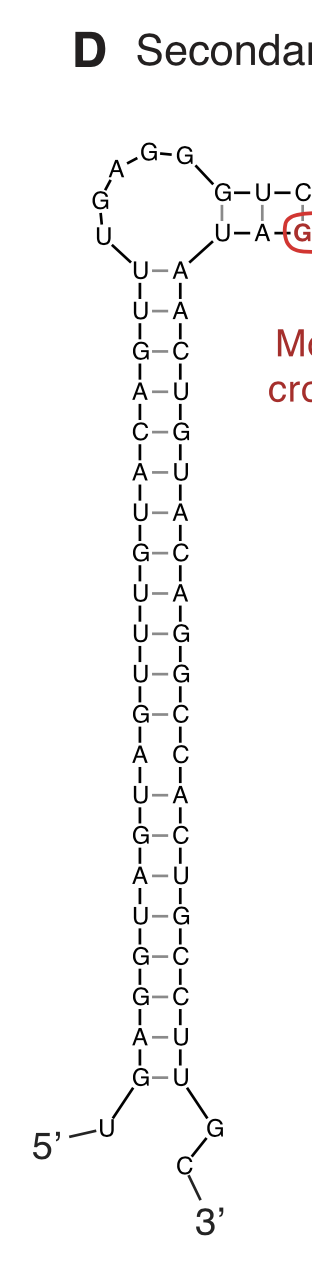 D Secondar
A G G
G U C
G
U U A G
U A
U A
G C
Me
A U
cro
C G
A U
U A
G C
U A
U G
U G
G C
A C
U A
G C
A U
U G
G C
G C
A U
G U
5’ U G
C
3’